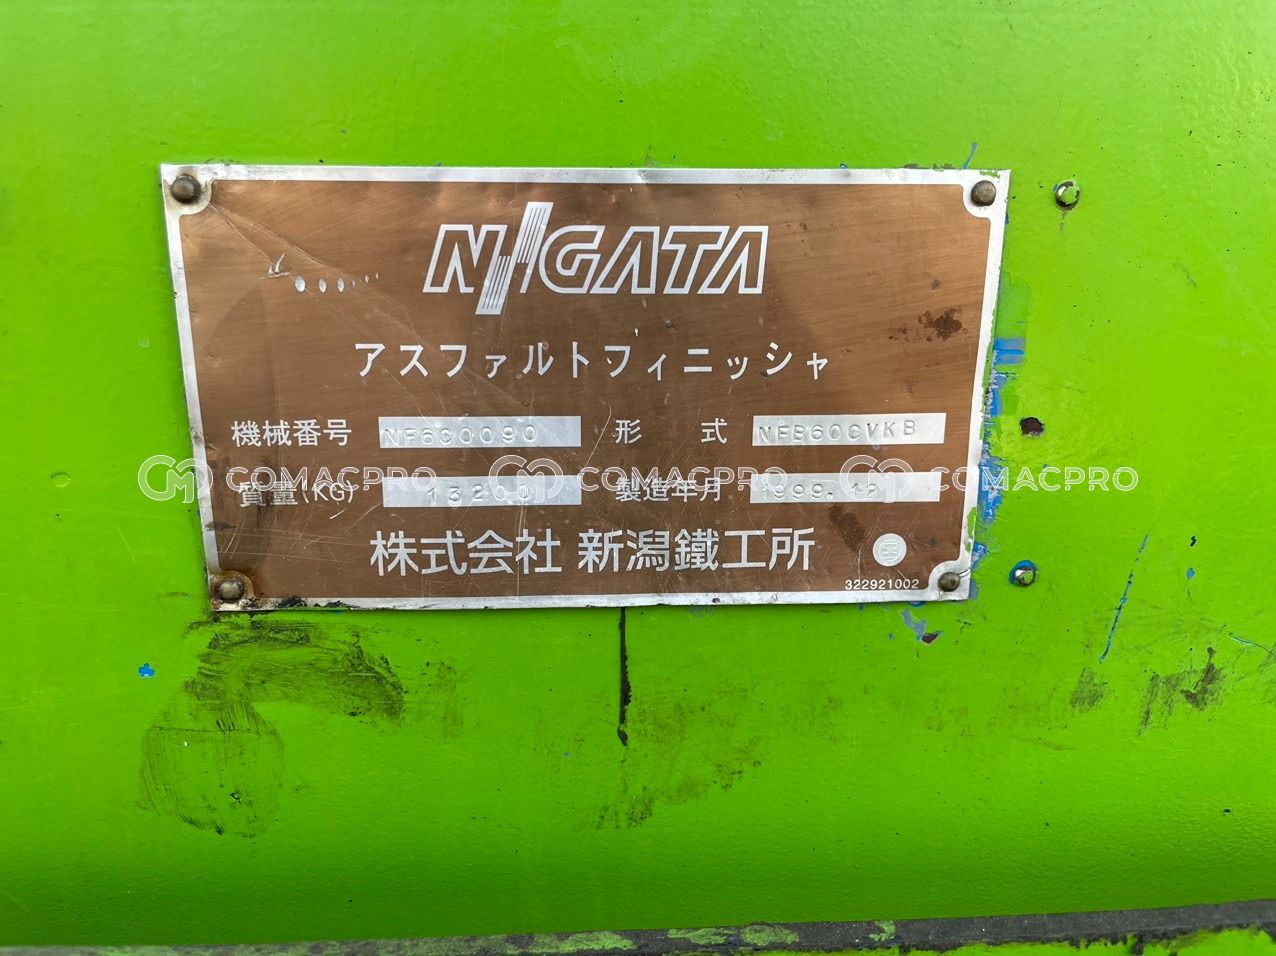 NIIGATA
アスファルトフィニッシャ
機械番号 NF6C0090 形 式 NFB60CVKB
質量(KG) 13200 製造年月
COMACPRO COMACPRO COMACPRO
株式会社 新潟鐵工所
322921002